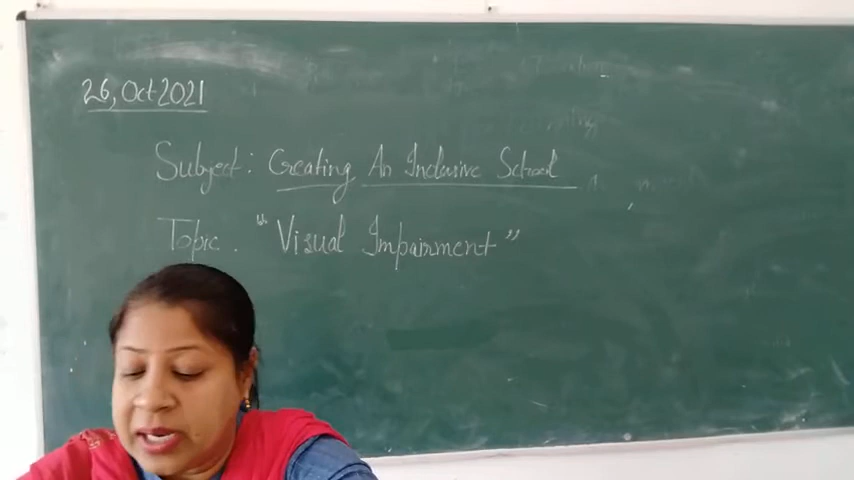 26, Oct 2021
Subject: Creating An Inclusive School
Topic. "Visual Impairment"